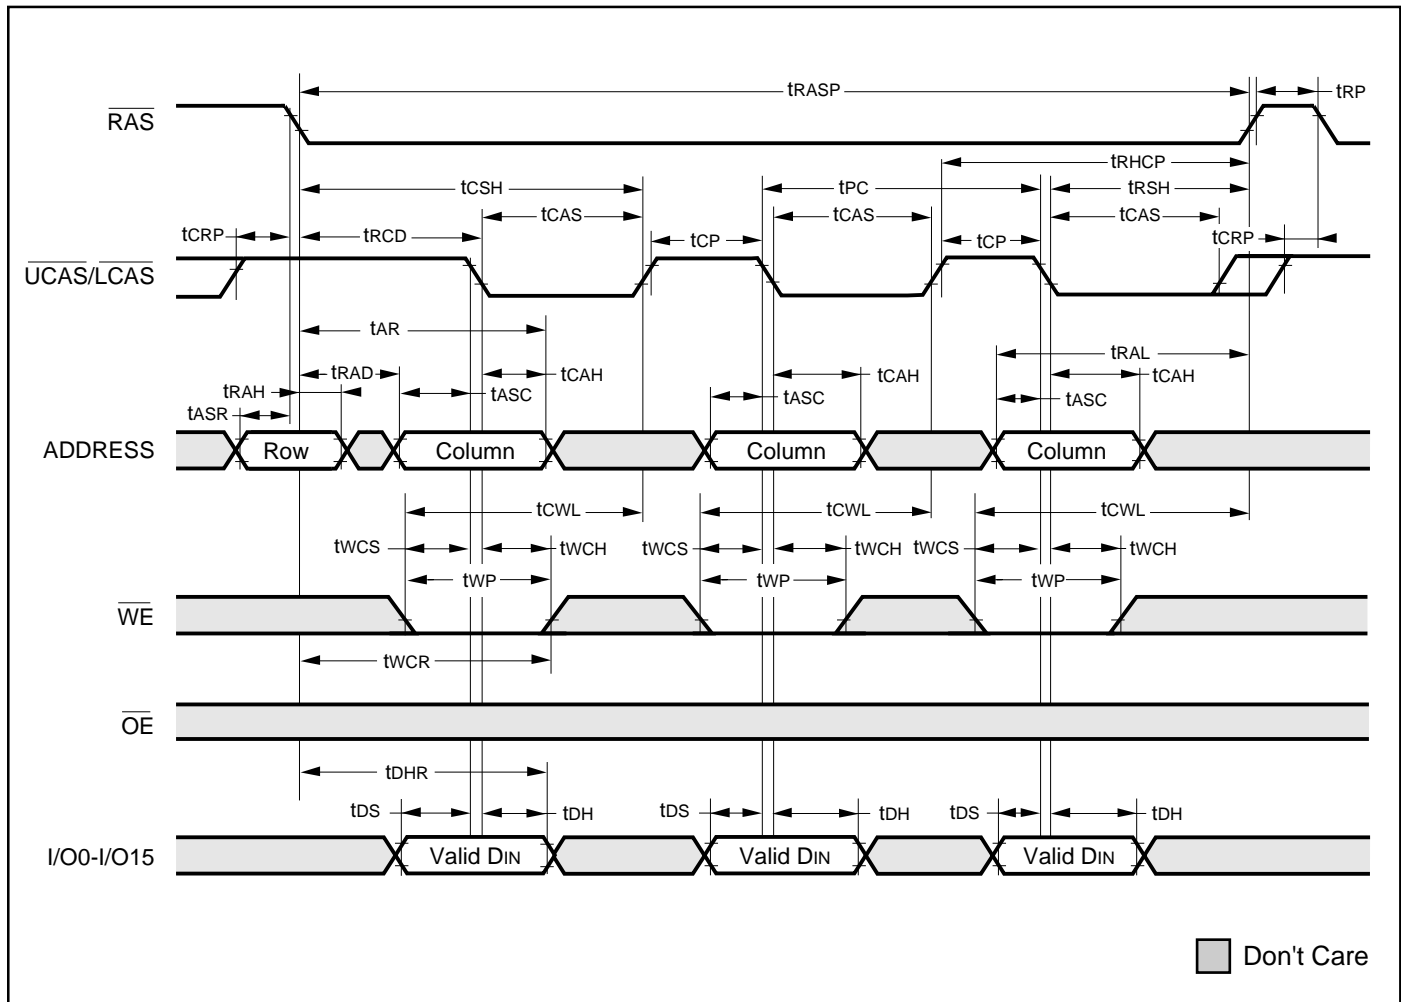 tRASP
tRP
RAS
tRHCP
tCSH
tPC
tRSH
tCAS
tCAS
tCAS
tCRP
tRCD
tCP
tCP
tCRP
UCAS/LCAS
tAR
tRAL
tRAD
tRAH
tCAH
tCAH
tCAH
tASR
tASC
tASC
tASC
ADDRESS
Row
Column
Column
Column
tCWL
tCWL
tCWL
tWCS
tWCH
tWCS
tWCH
tWCS
tWCH
tWP
tWP
tWP
WE
tWCR
OE
tDHR
tDS
tDH
tDS
tDH
tDS
tDH
I/O0-I/O15
Valid DIN
Valid DIN
Valid DIN
Don't Care